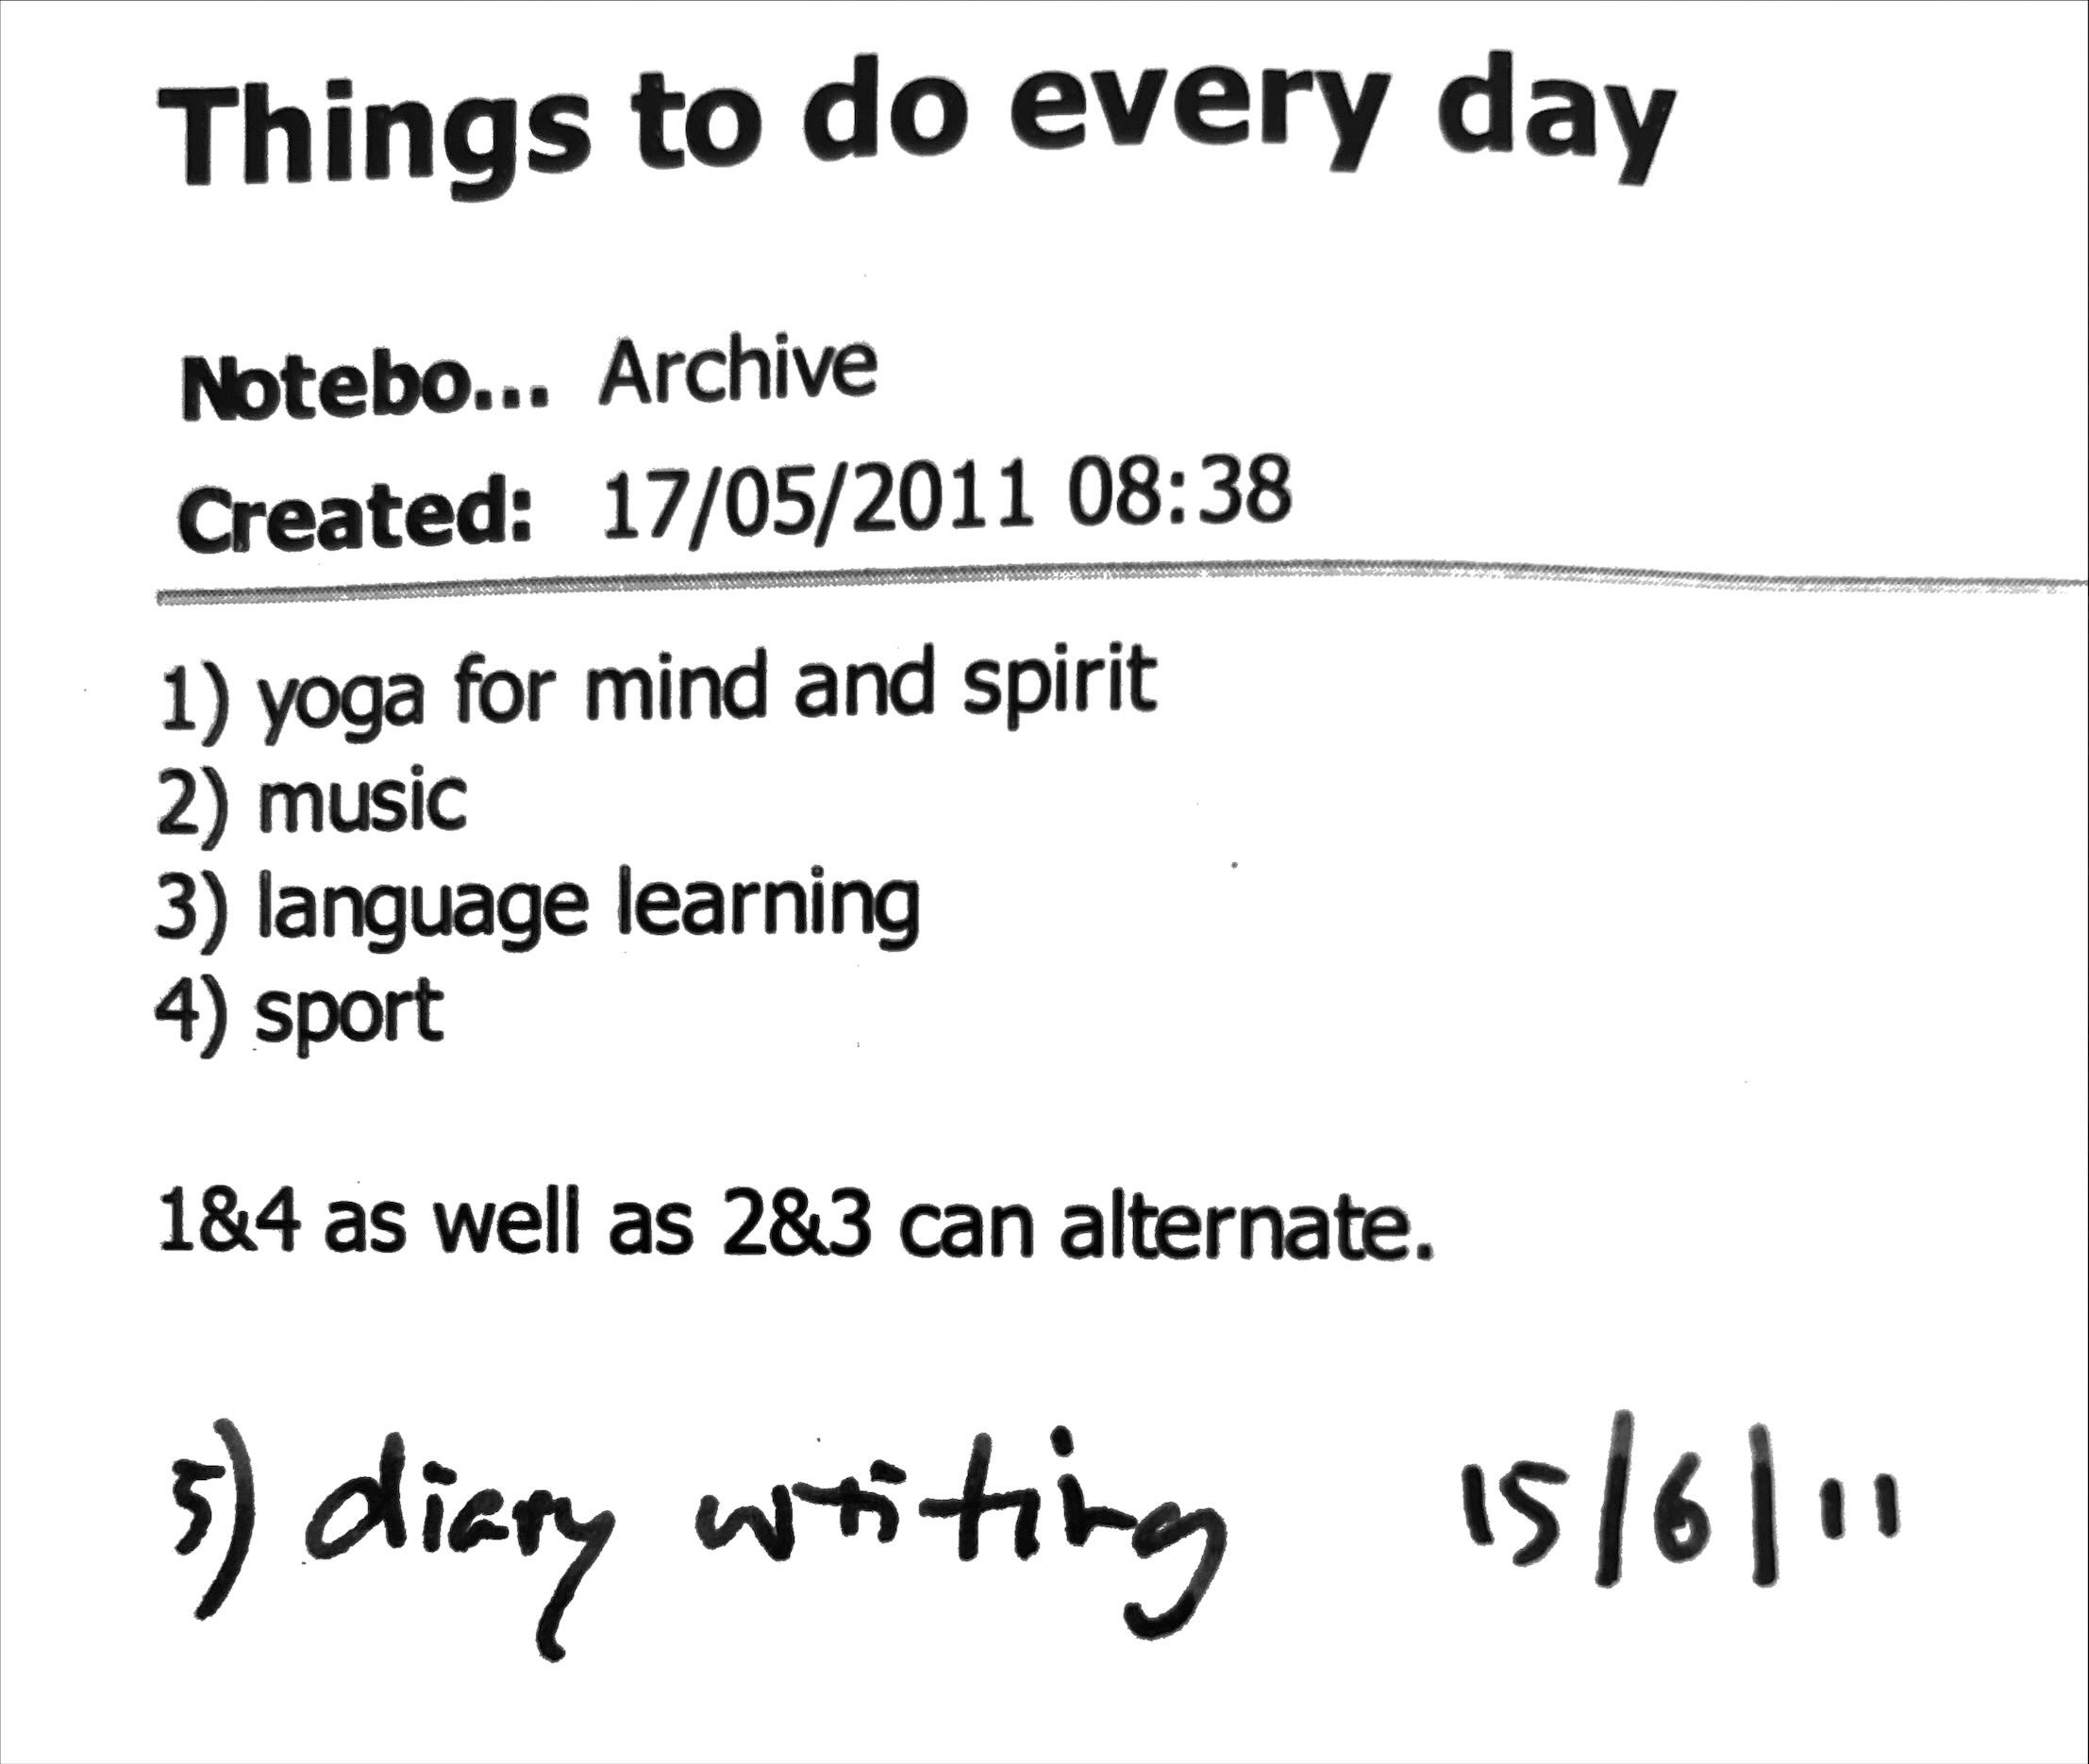 Things to do every day
Notebo... Archive
Created: 17/05/2011 08:38
1) yoga for mind and spirit
2) music
3) language learning
4) sport
1&4 as well as 2&3 can alternate.
5) diary writing 15/6/11